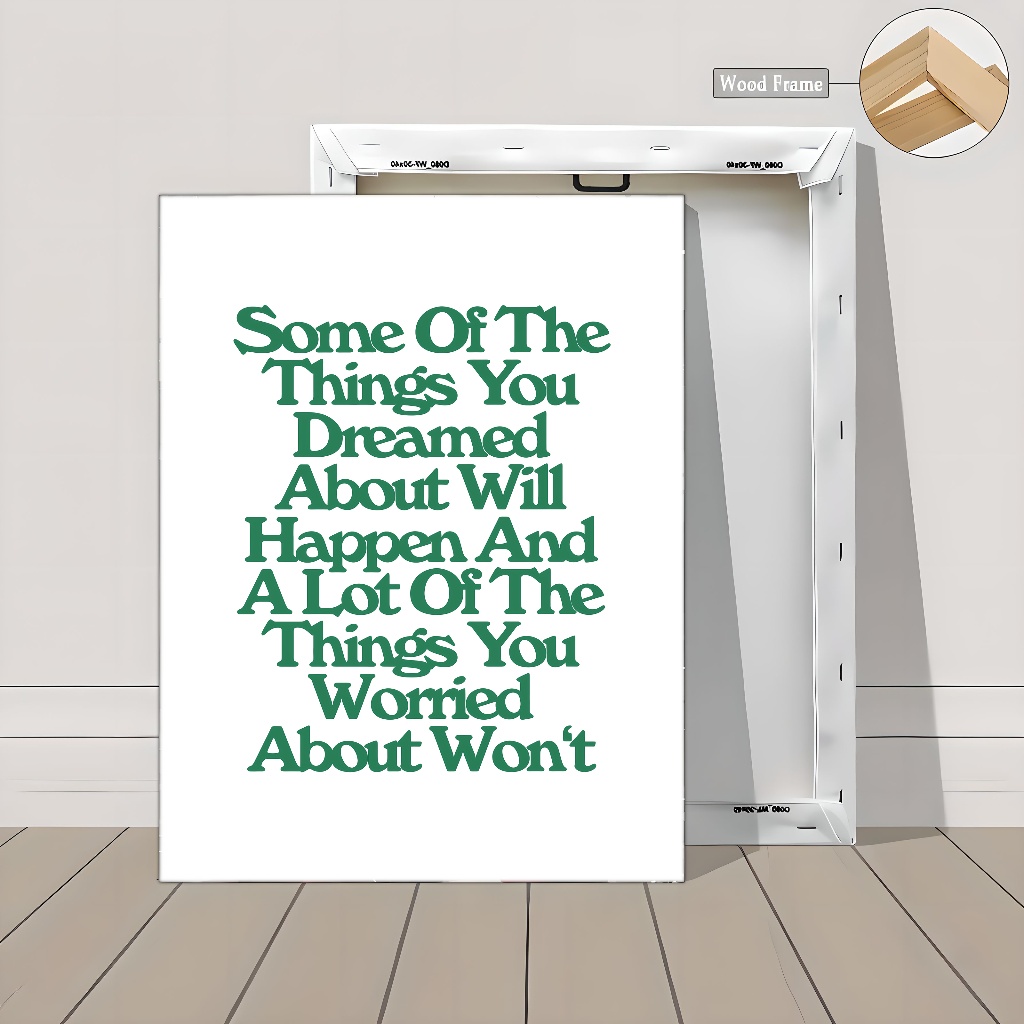 Wood Frame
Some Of The
Things You
Dreamed
About Will
Happen And
A Lot Of The
Things You
Worried
About Won‘t